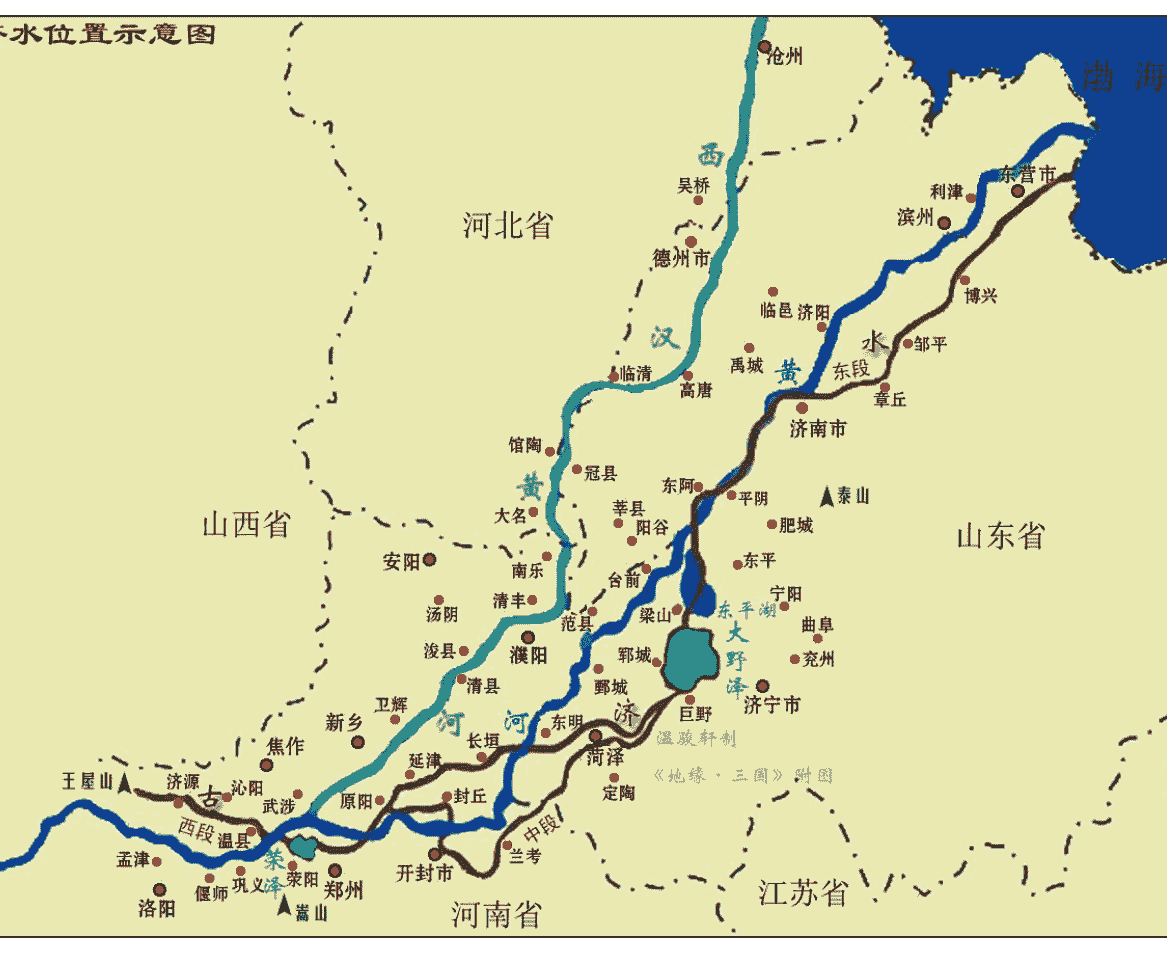 水位置示意图
沧州
渤海
西
吴桥
东营市
利津
滨州
河北省
德州市
博兴
临邑
济阳
汉
水
邹平
禹城
黄
东段
临清
高唐
章丘
济南市
馆陶
冠县
黄
东阿
平阴
泰山
大名
莘县
阳谷
肥城
山西省
山东省
安阳
南乐
台前
东平
宁阳
汤阴
清丰
范县
梁山
东平湖
曲阜
大野泽
浚县
濮阳
郓城
兖州
清县
鄄城
济宁市
卫辉
河
河
东明
济
巨野
新乡
长垣
菏泽
温骏轩制
焦作
延津
《地缘·三国》附图
王屋山
济源
沁阳
古
武涉
原阳
封丘
定陶
西段
温县
中段
孟津
荥泽
兰考
偃师
巩义
荥阳
郑州
开封市
洛阳
嵩山
河南省
江苏省